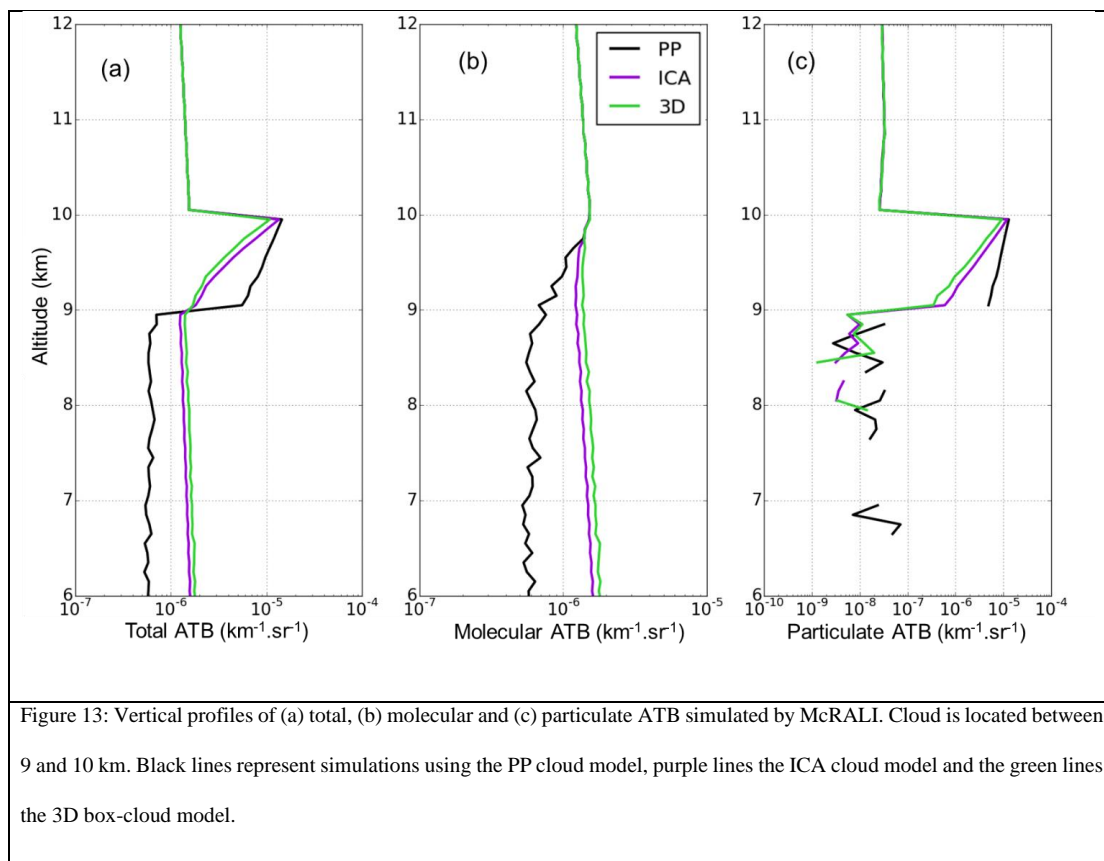 (a)
12
11
10
9
8
7
6
Altitude (km)
10⁻⁷ 10⁻⁶ 10⁻⁵ 10⁻⁴
Total ATB (km⁻¹.sr⁻¹)
(b)
PP
ICA
3D
12
11
10
9
8
7
6
10⁻⁷ 10⁻⁶ 10⁻⁵
Molecular ATB (km⁻¹.sr⁻¹)
(c)
12
11
10
9
8
7
6
10⁻¹⁰ 10⁻⁹ 10⁻⁸ 10⁻⁷ 10⁻⁶ 10⁻⁵ 10⁻⁴
Particulate ATB (km⁻¹.sr⁻¹)
Figure 13: Vertical profiles of (a) total, (b) molecular and (c) particulate ATB simulated by McRALI. Cloud is located between
9 and 10 km. Black lines represent simulations using the PP cloud model, purple lines the ICA cloud model and the green lines
the 3D box-cloud model.